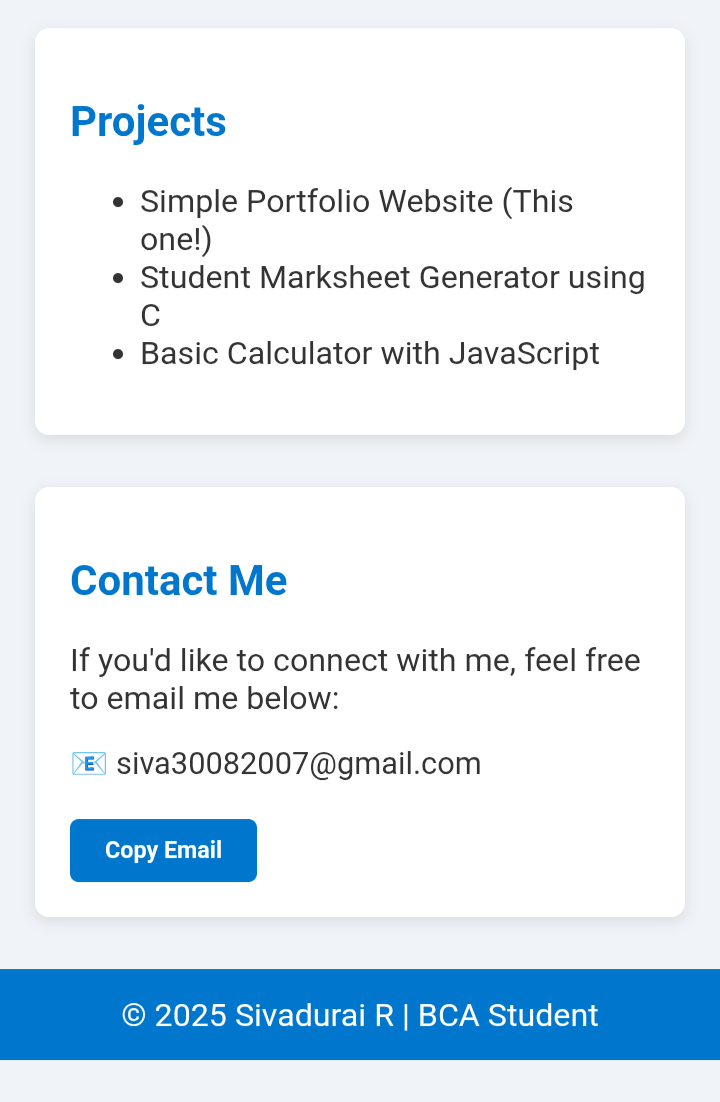 Projects
• Simple Portfolio Website (This
one!)
• Student Marksheet Generator using
C
• Basic Calculator with JavaScript
Contact Me
If you'd like to connect with me, feel free
to email me below:
📧 siva30082007@gmail.com
Copy Email
© 2025 Sivadurai R | BCA Student